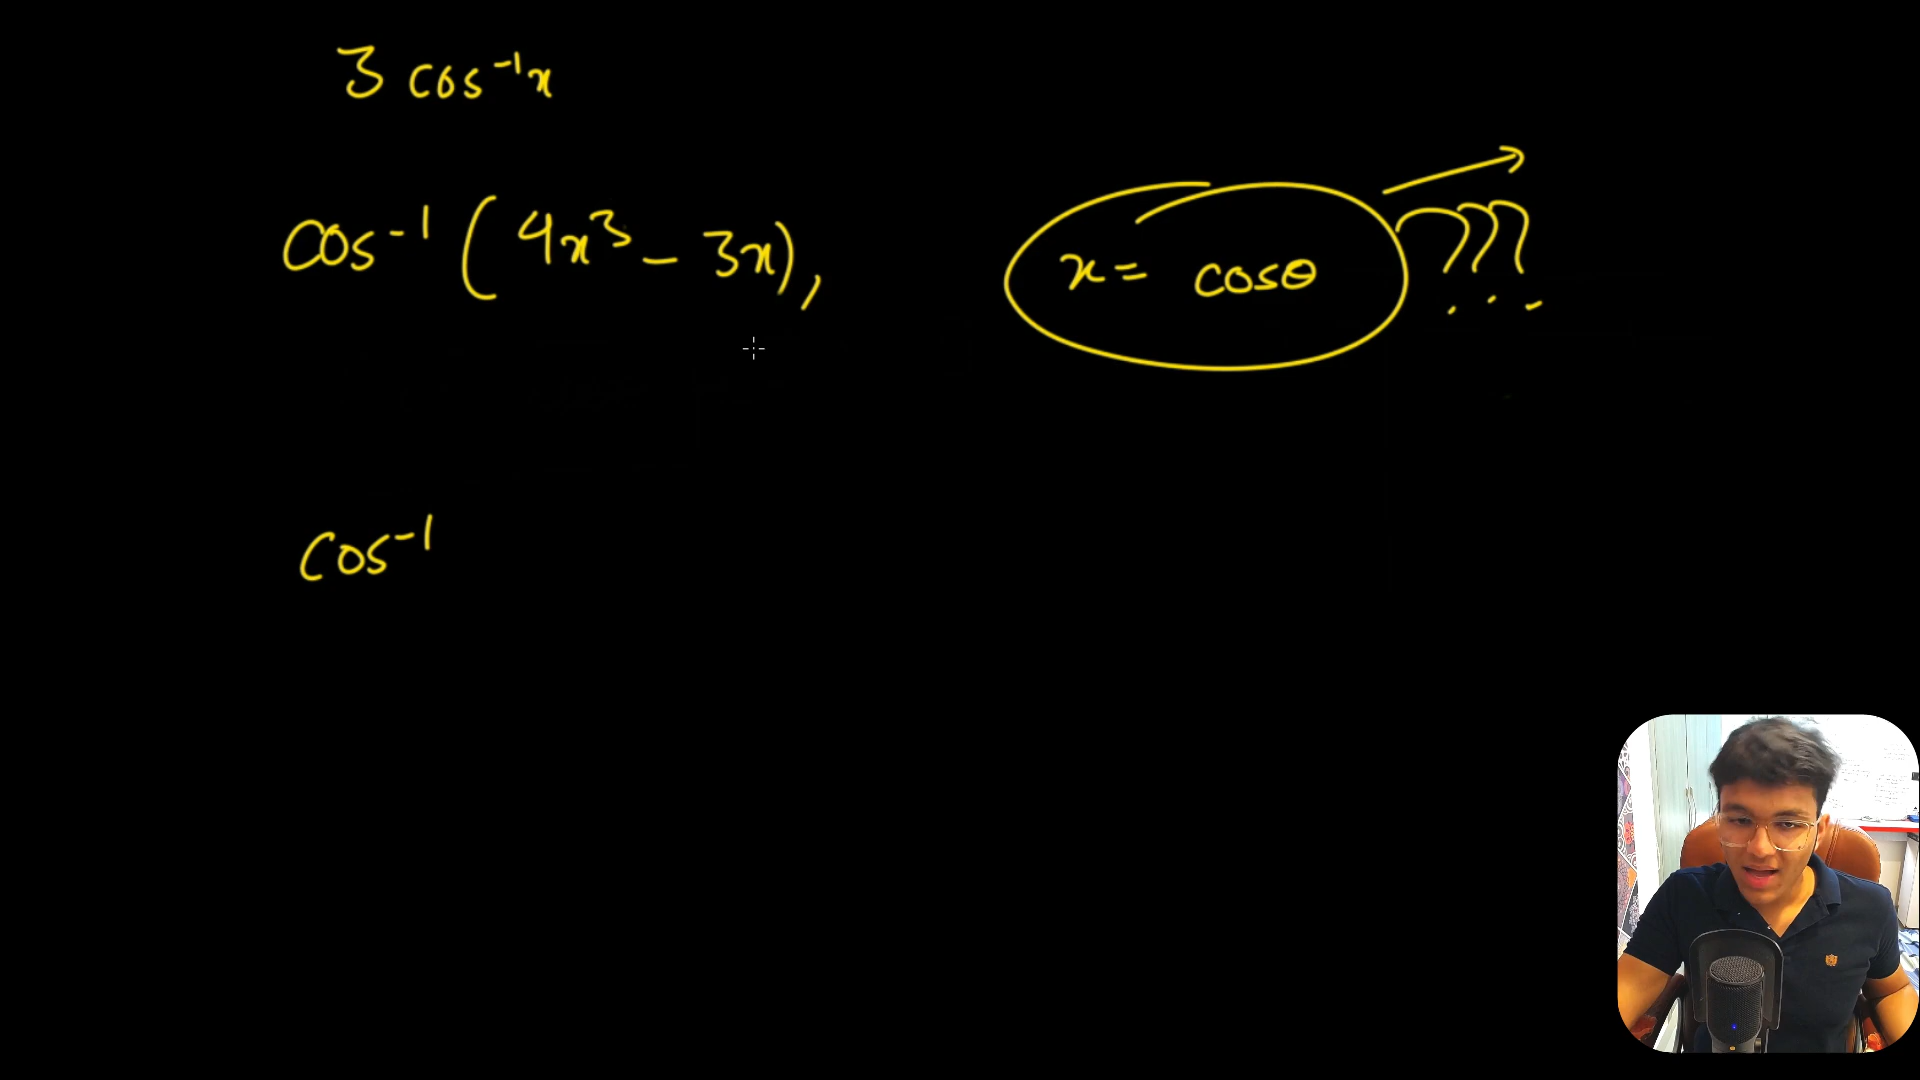 3 cos⁻¹x
cos⁻¹ (4x³ - 3x),
x = cosθ
???
cos⁻¹